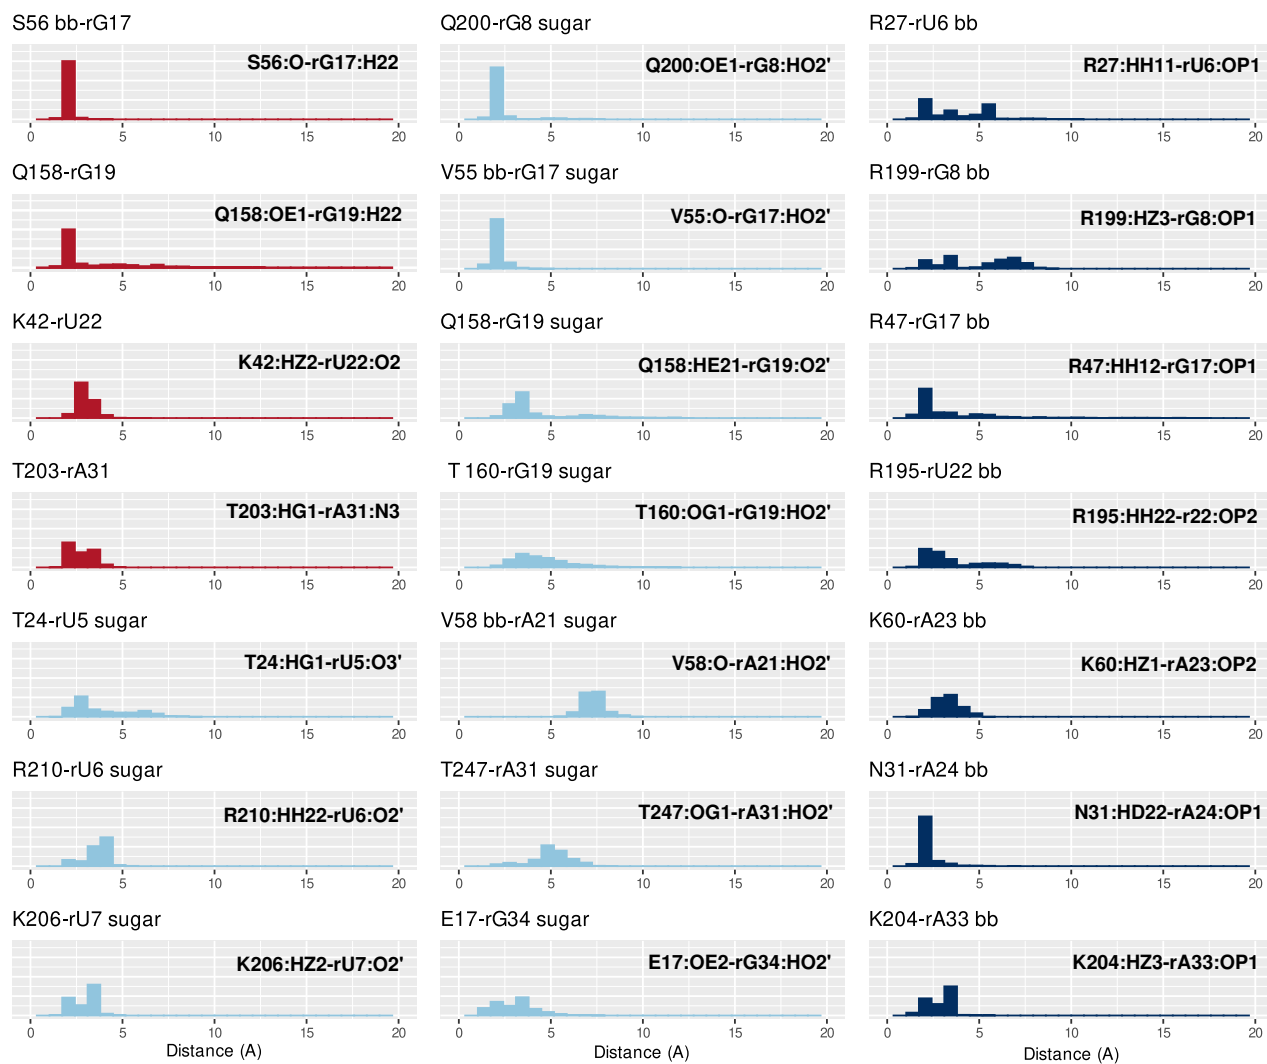 S56 bb-rG17
S56:O-rG17:H22
0 5 10 15 20
Q200-rG8 sugar
Q200:OE1-rG8:HO2'
0 5 10 15 20
R27-rU6 bb
R27:HH11-rU6:OP1
0 5 10 15 20
Q158-rG19
Q158:OE1-rG19:H22
0 5 10 15 20
V55 bb-rG17 sugar
V55:O-rG17:HO2'
0 5 10 15 20
R199-rG8 bb
R199:HZ3-rG8:OP1
0 5 10 15 20
K42-rU22
K42:HZ2-rU22:O2
0 5 10 15 20
Q158-rG19 sugar
Q158:HE21-rG19:O2'
0 5 10 15 20
R47-rG17 bb
R47:HH12-rG17:OP1
0 5 10 15 20
T203-rA31
T203:HG1-rA31:N3
0 5 10 15 20
T 160-rG19 sugar
T160:OG1-rG19:HO2'
0 5 10 15 20
R195-rU22 bb
R195:HH22-r22:OP2
0 5 10 15 20
T24-rU5 sugar
T24:HG1-rU5:O3'
0 5 10 15 20
V58 bb-rA21 sugar
V58:O-rA21:HO2'
0 5 10 15 20
K60-rA23 bb
K60:HZ1-rA23:OP2
0 5 10 15 20
R210-rU6 sugar
R210:HH22-rU6:O2'
0 5 10 15 20
T247-rA31 sugar
T247:OG1-rA31:HO2'
0 5 10 15 20
N31-rA24 bb
N31:HD22-rA24:OP1
0 5 10 15 20
K206-rU7 sugar
K206:HZ2-rU7:O2'
0 5 10 15 20
Distance (A)
E17-rG34 sugar
E17:OE2-rG34:HO2'
0 5 10 15 20
Distance (A)
K204-rA33 bb
K204:HZ3-rA33:OP1
0 5 10 15 20
Distance (A)